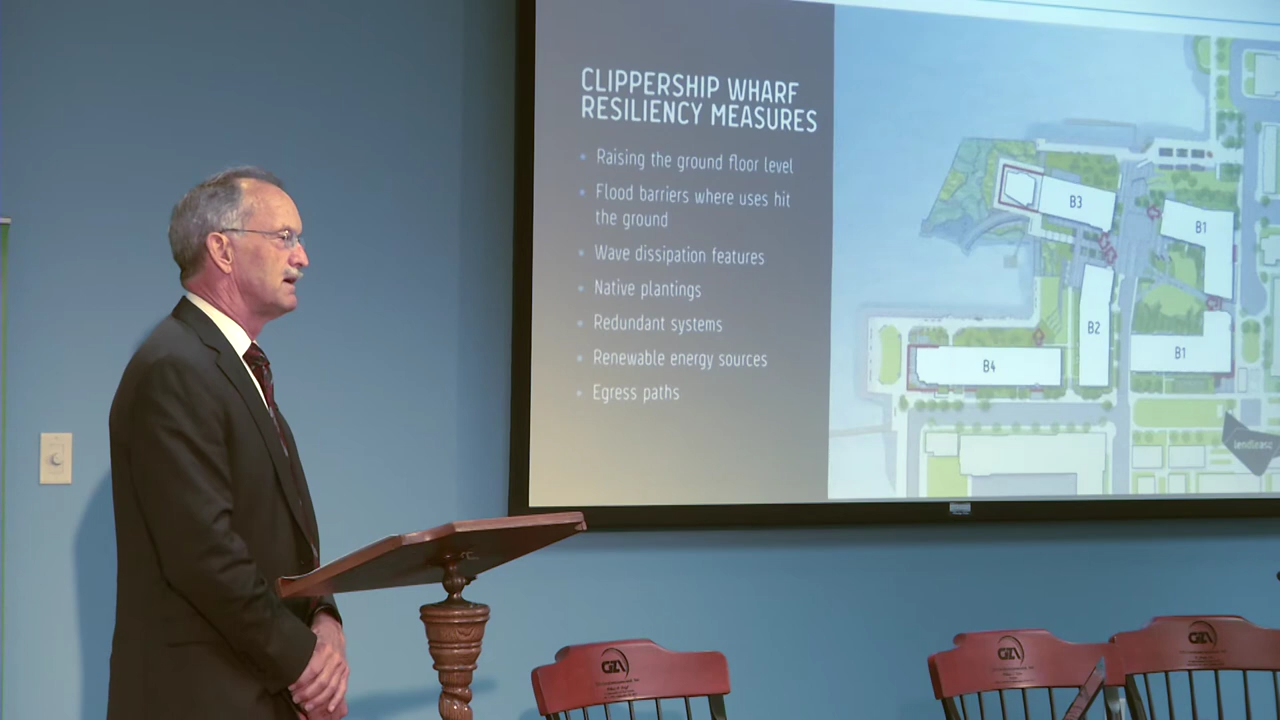 CLIPPERSHIP WHARF
RESILIENCY MEASURES
• Raising the ground floor level
• Flood barriers where uses hit
the ground
• Wave dissipation features
• Native plantings
• Redundant systems
• Renewable energy sources
• Egress paths
B3
B1
B2
B4
B1
lendlease
GZA
GZA
GZA